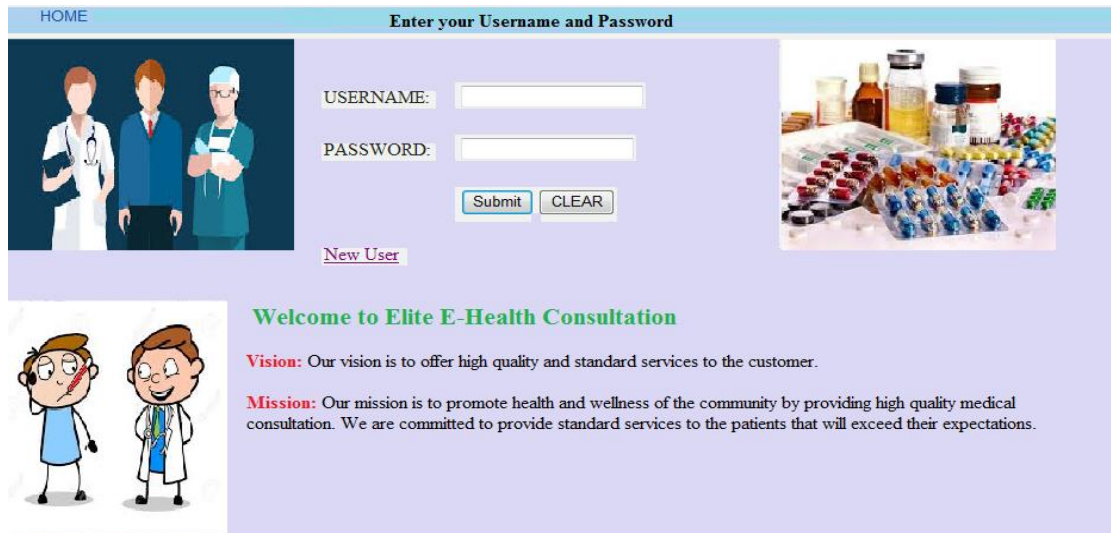 HOME
Enter your Username and Password
USERNAME:
PASSWORD:
Submit CLEAR
New User
Welcome to Elite E-Health Consultation
Vision: Our vision is to offer high quality and standard services to the customer.
Mission: Our mission is to promote health and wellness of the community by providing high quality medical
consultation. We are committed to provide standard services to the patients that will exceed their expectations.